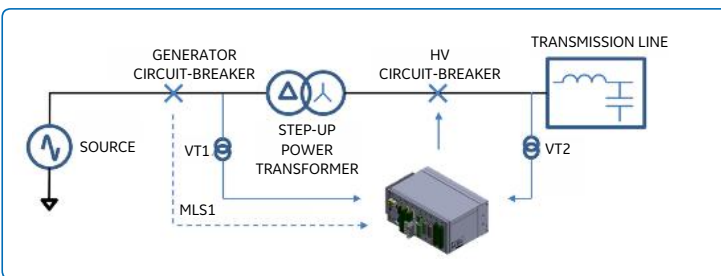 GENERATOR
CIRCUIT-BREAKER
HV
CIRCUIT-BREAKER
TRANSMISSION LINE
SOURCE
VT1
STEP-UP
POWER
TRANSFORMER
VT2
MLS1